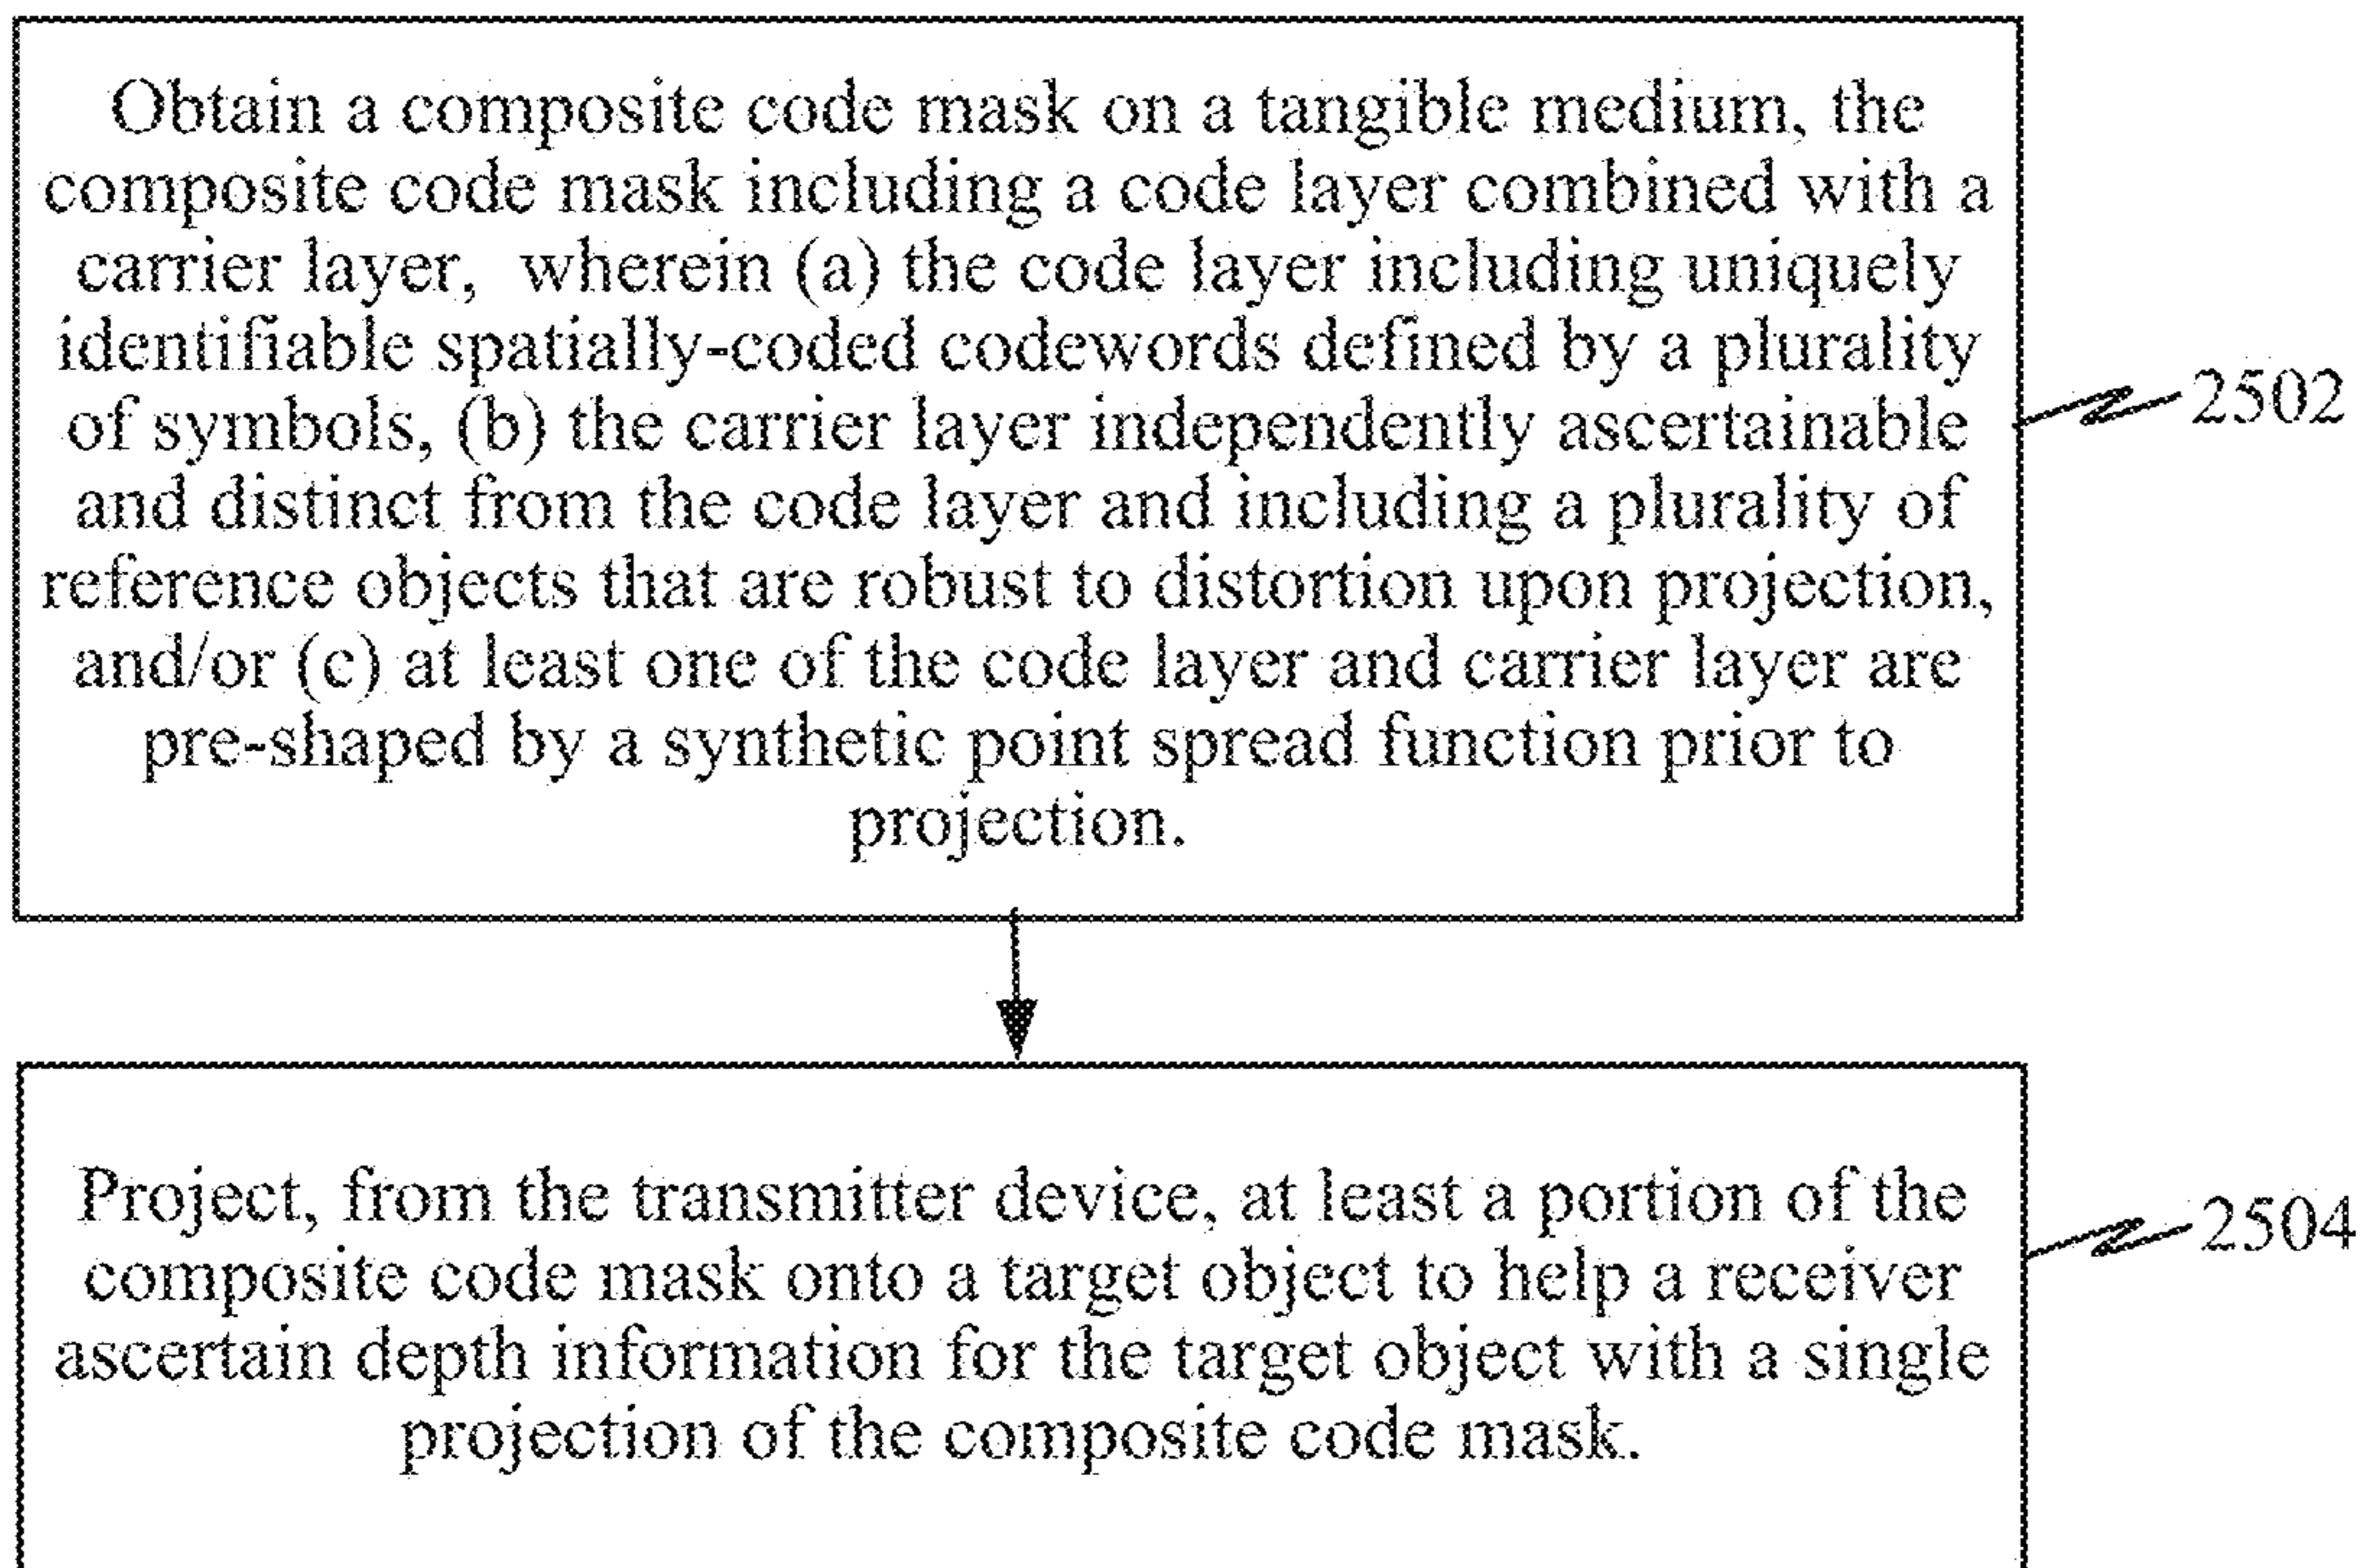 Obtain a composite code mask on a tangible medium, the
composite code mask including a code layer combined with a
carrier layer, wherein (a) the code layer including uniquely
identifiable spatially-coded codewords defined by a plurality
of symbols, (b) the carrier layer independently ascertainable
and distinct from the code layer and including a plurality of
reference objects that are robust to distortion upon projection,
and/or (c) at least one of the code layer and carrier layer are
pre-shaped by a synthetic point spread function prior to
projection.
2502
Project, from the transmitter device, at least a portion of the
composite code mask onto a target object to help a receiver
ascertain depth information for the target object with a single
projection of the composite code mask.
2504